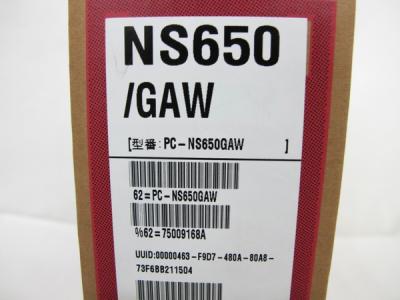 NS650
/GAW
[型番:PC-NS650GAW ]
62=PC-NS650GAW
%62=75009168A
UUID:00000463-F9D7-480A-80A8-
73F6BB211504